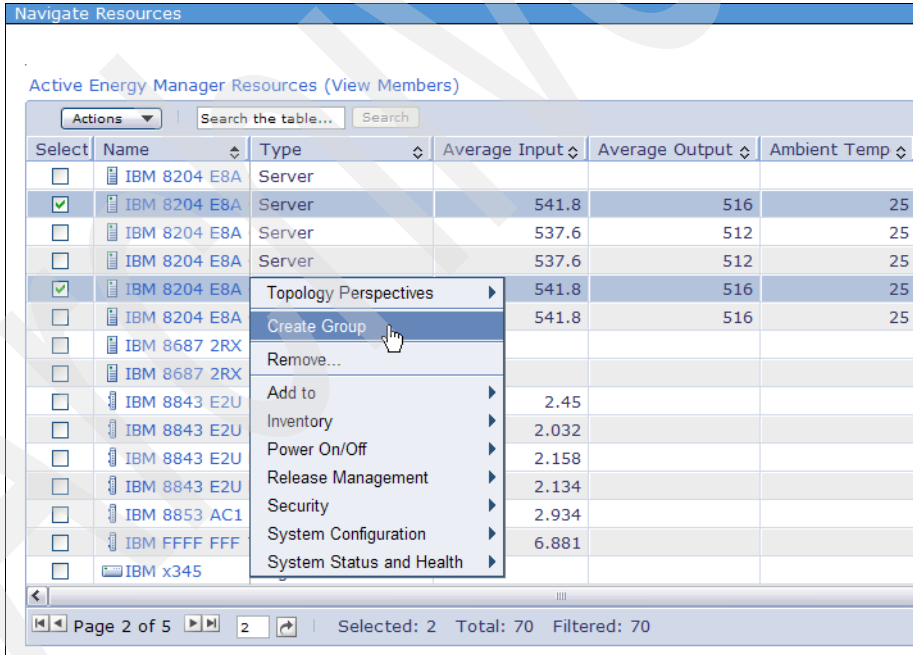 Navigate Resources
Active Energy Manager Resources (View Members)
Actions Search the table... Search
Select Name Type Average Input Average Output Ambient Temp
IBM 8204 E8A Server
IBM 8204 E8A Server 541.8 516 25
IBM 8204 E8A Server 537.6 512 25
IBM 8204 E8A Server 537.6 512 25
IBM 8204 E8A 541.8 516 25
IBM 8204 E8A 541.8 516 25
IBM 8687 2RX
IBM 8687 2RX
IBM 8843 E2U 2.45
IBM 8843 E2U 2.032
IBM 8843 E2U 2.158
IBM 8843 E2U 2.134
IBM 8853 AC1 2.934
IBM FFFF FFF 6.881
IBM x345
Topology Perspectives
Create Group
Remove...
Add to
Inventory
Power On/Off
Release Management
Security
System Configuration
System Status and Health
Page 2 of 5 2 Selected: 2 Total: 70 Filtered: 70